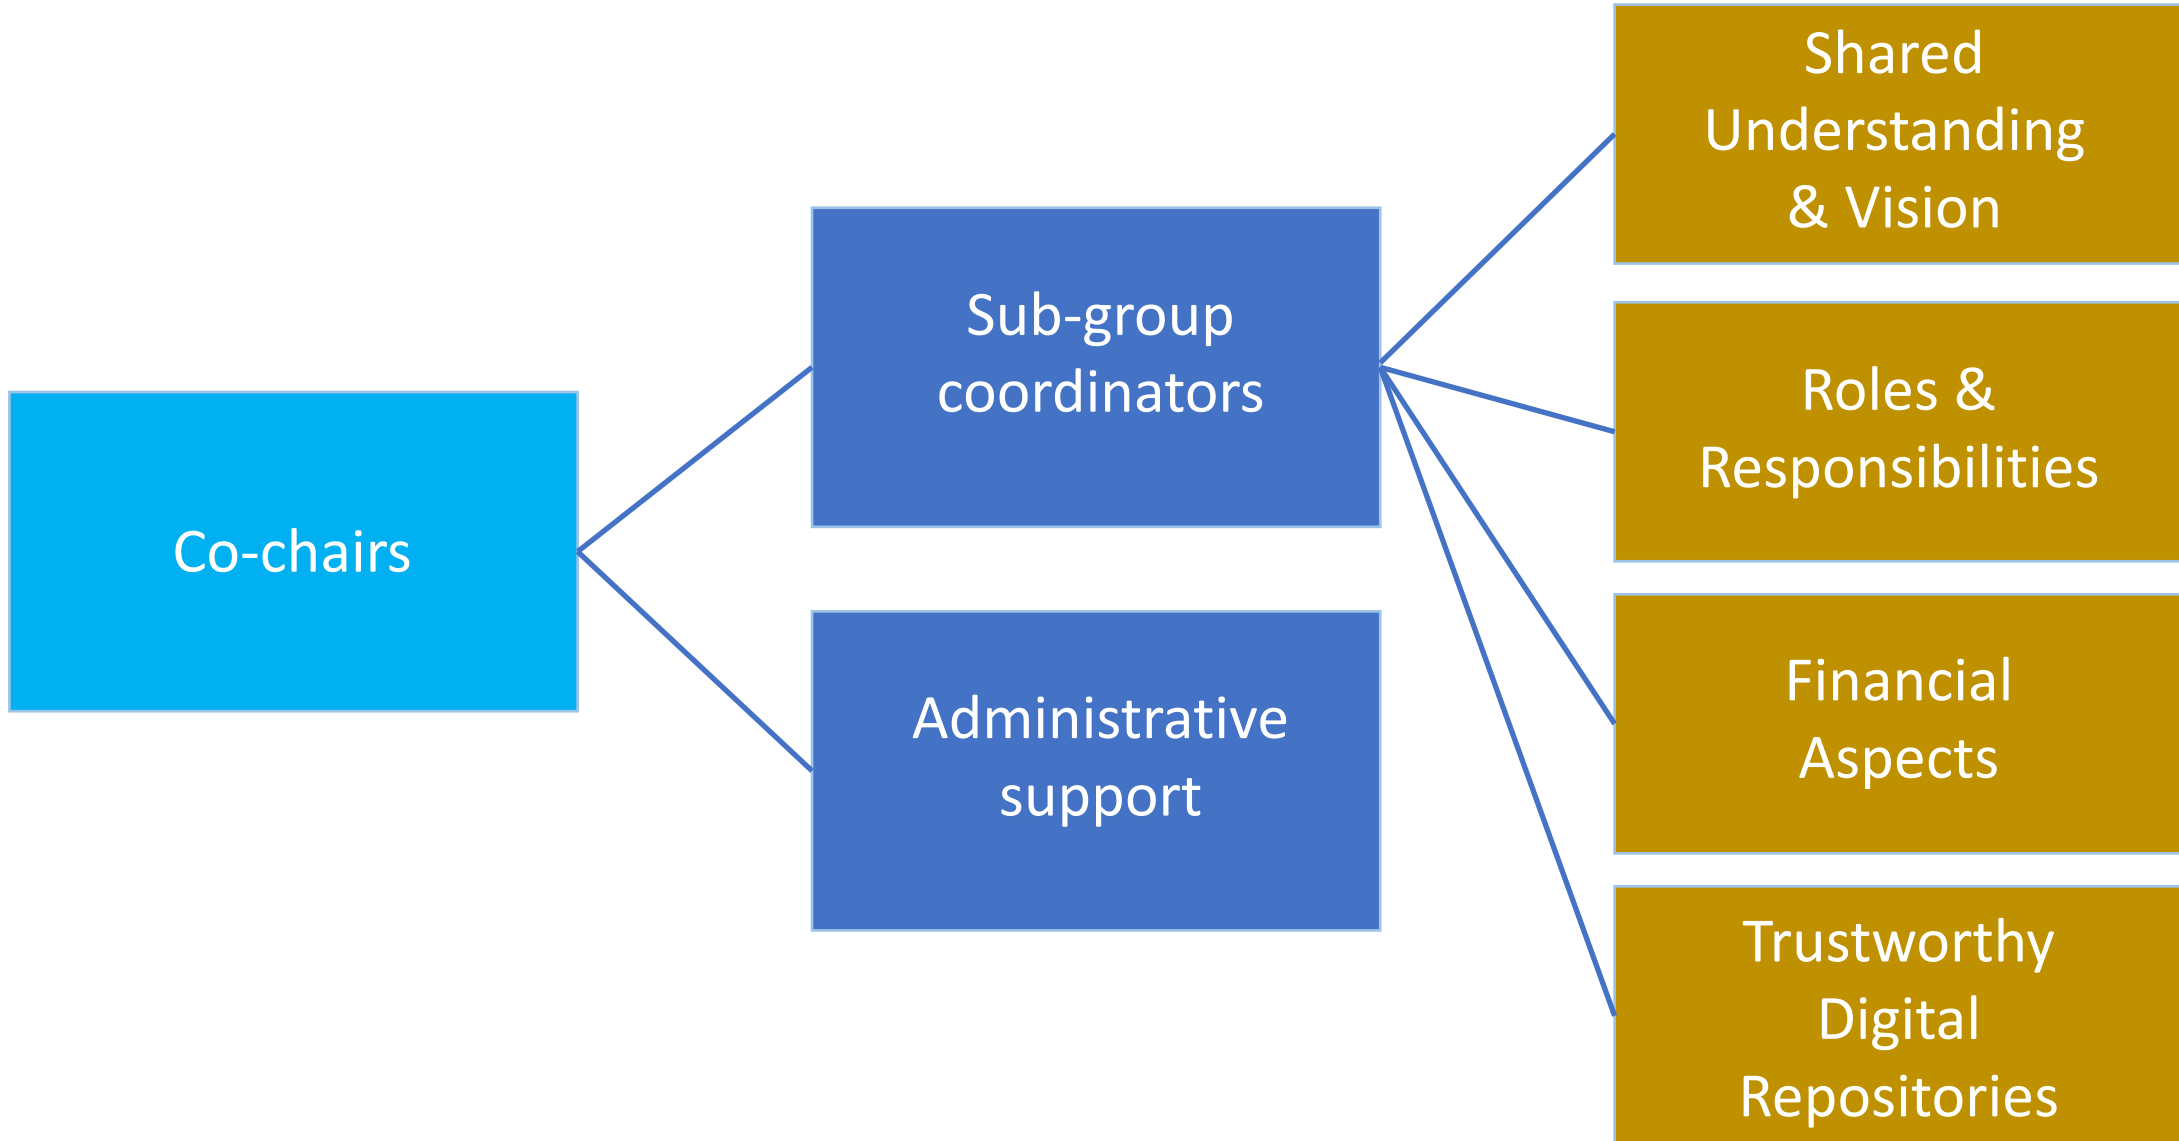 Co-chairs
Sub-group
coordinators
Administrative
support
Shared
Understanding
& Vision
Roles &
Responsibilities
Financial
Aspects
Trustworthy
Digital
Repositories